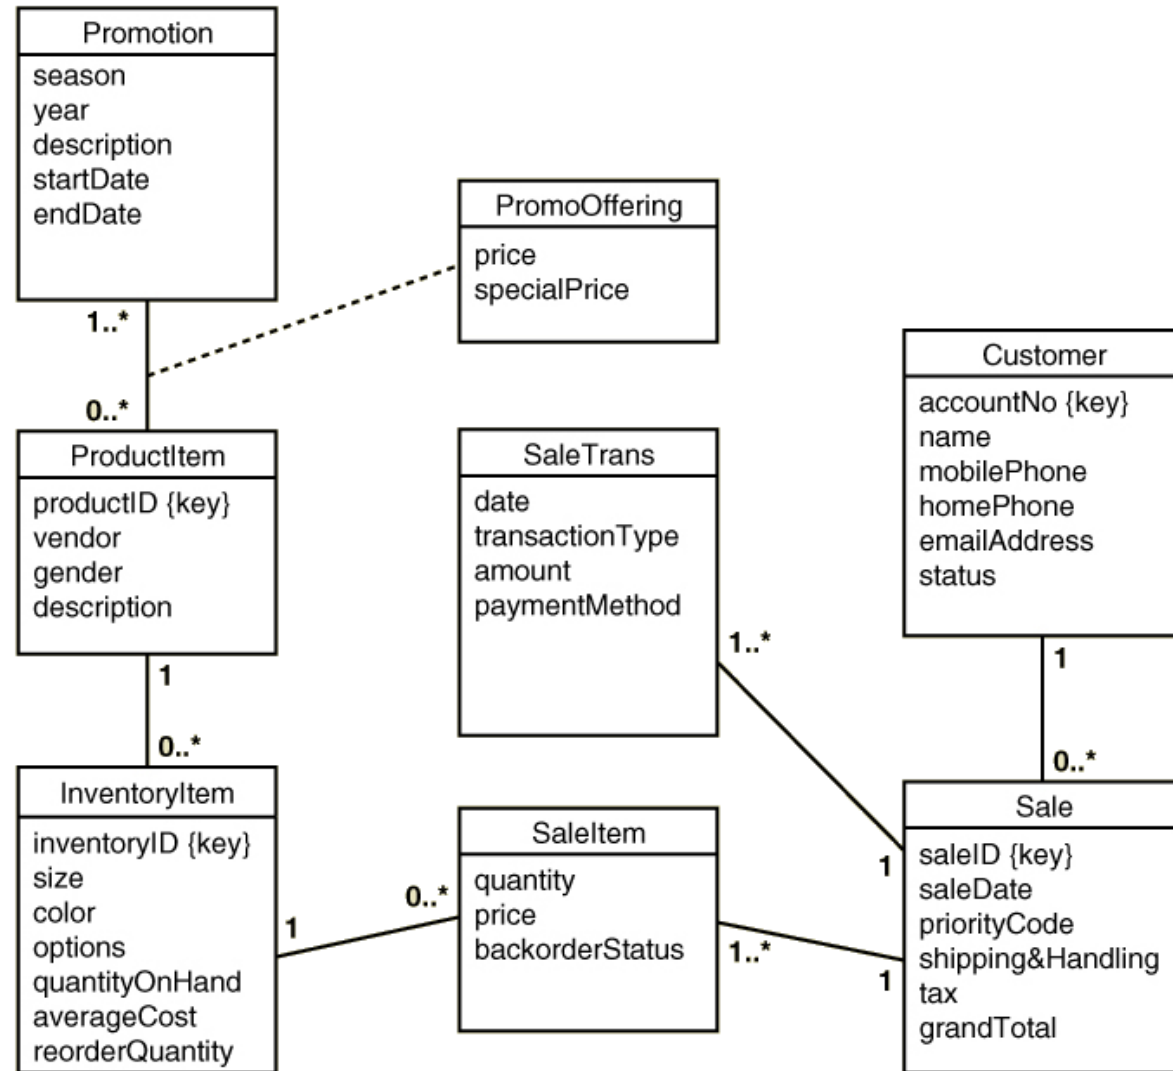 Promotion
season
year
description
startDate
endDate
1..*
0..*
PromoOffering
price
specialPrice
ProductItem
productID {key}
vendor
gender
description
1
0..*
SaleTrans
date
transactionType
amount
paymentMethod
1..*
1
Customer
accountNo {key}
name
mobilePhone
homePhone
emailAddress
status
1
0..*
InventoryItem
inventoryID {key}
size
color
options
quantityOnHand
averageCost
reorderQuantity
1
0..*
SaleItem
quantity
price
backorderStatus
1..*
1
Sale
saleID {key}
saleDate
priorityCode
shipping&Handling
tax
grandTotal